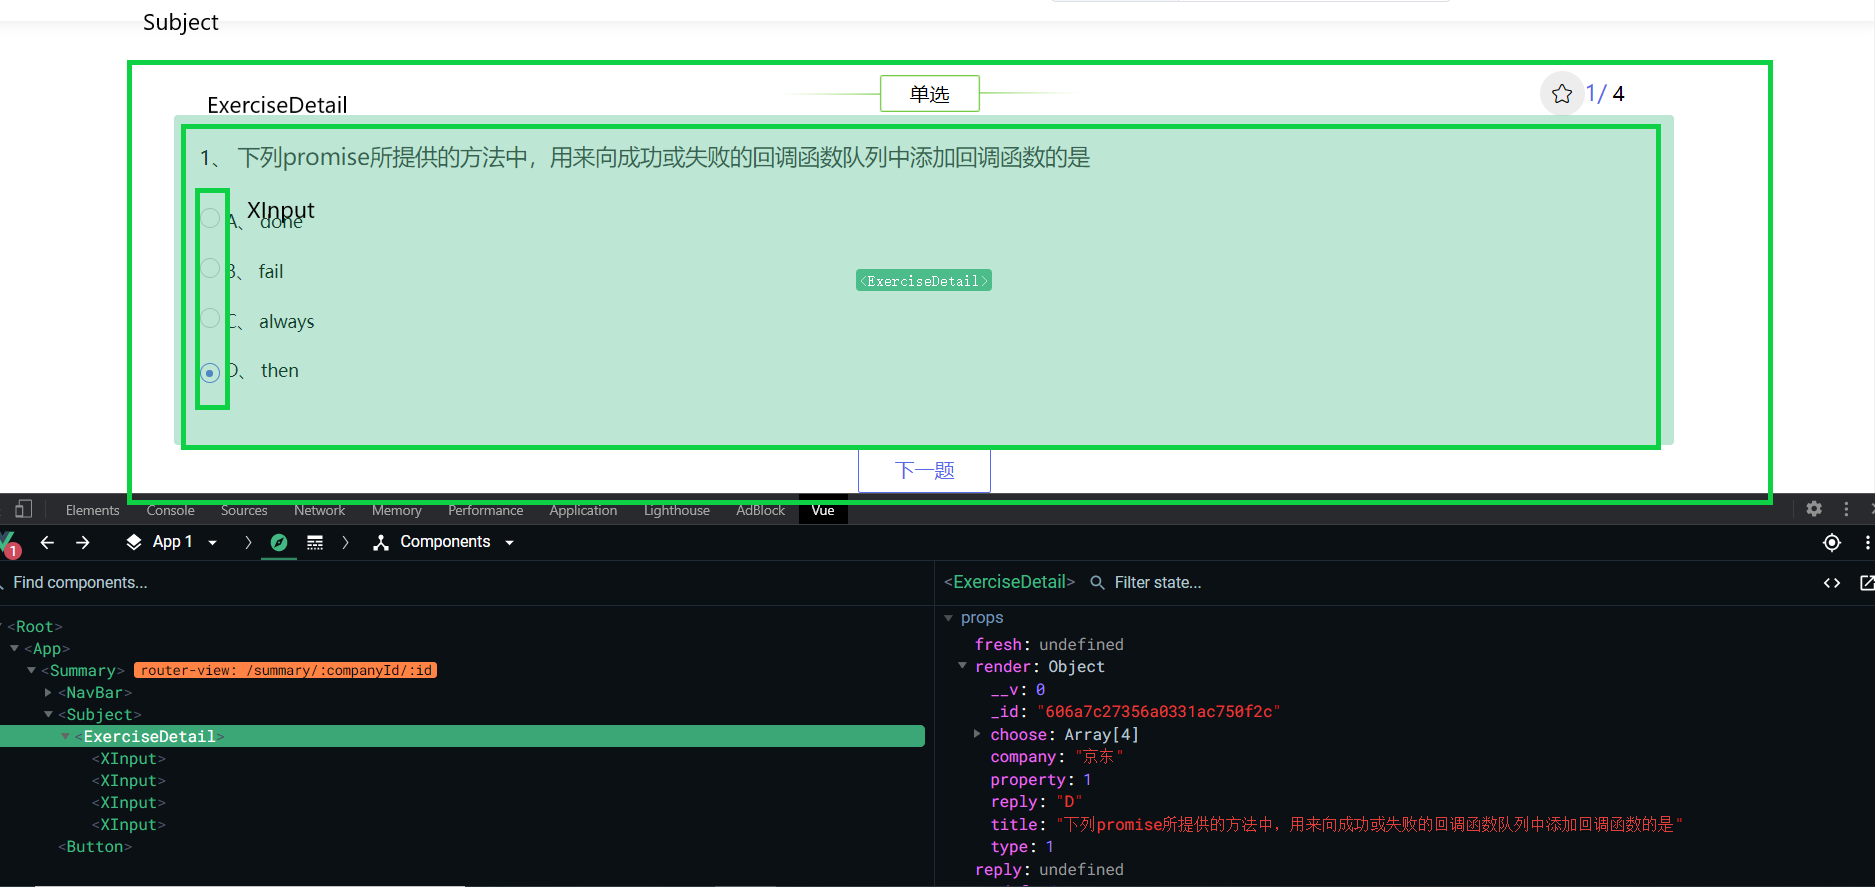 Subject
ExerciseDetail
单选
1/ 4
1、 下列promise所提供的方法中，用来向成功或失败的回调函数队列中添加回调函数的是
XInput
A、 done
B、 fail
<ExerciseDetail>
C、 always
D、 then
下一题
Elements Console Sources Network Memory Performance Application Lighthouse AdBlock Vue
1 App 1 Components
Find components...
<ExerciseDetail> Filter state...
<Root>
<App>
<Summary> router-view: /summary/:companyId/:id
<NavBar>
<Subject>
<ExerciseDetail>
<XInput>
<XInput>
<XInput>
<XInput>
<Button>
props
fresh: undefined
render: Object
__v: 0
_id: "606a7c27356a0331ac750f2c"
choose: Array[4]
company: "京东"
property: 1
reply: "D"
title: "下列promise所提供的方法中，用来向成功或失败的回调函数队列中添加回调函数的是"
type: 1
reply: undefined